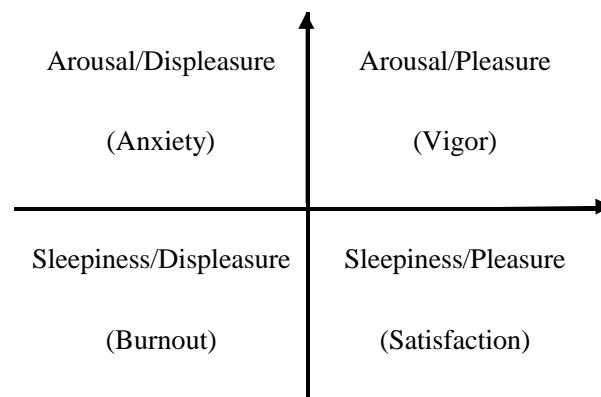 Arousal/Displeasure
(Anxiety)
Arousal/Pleasure
(Vigor)
Sleepiness/Displeasure
(Burnout)
Sleepiness/Pleasure
(Satisfaction)